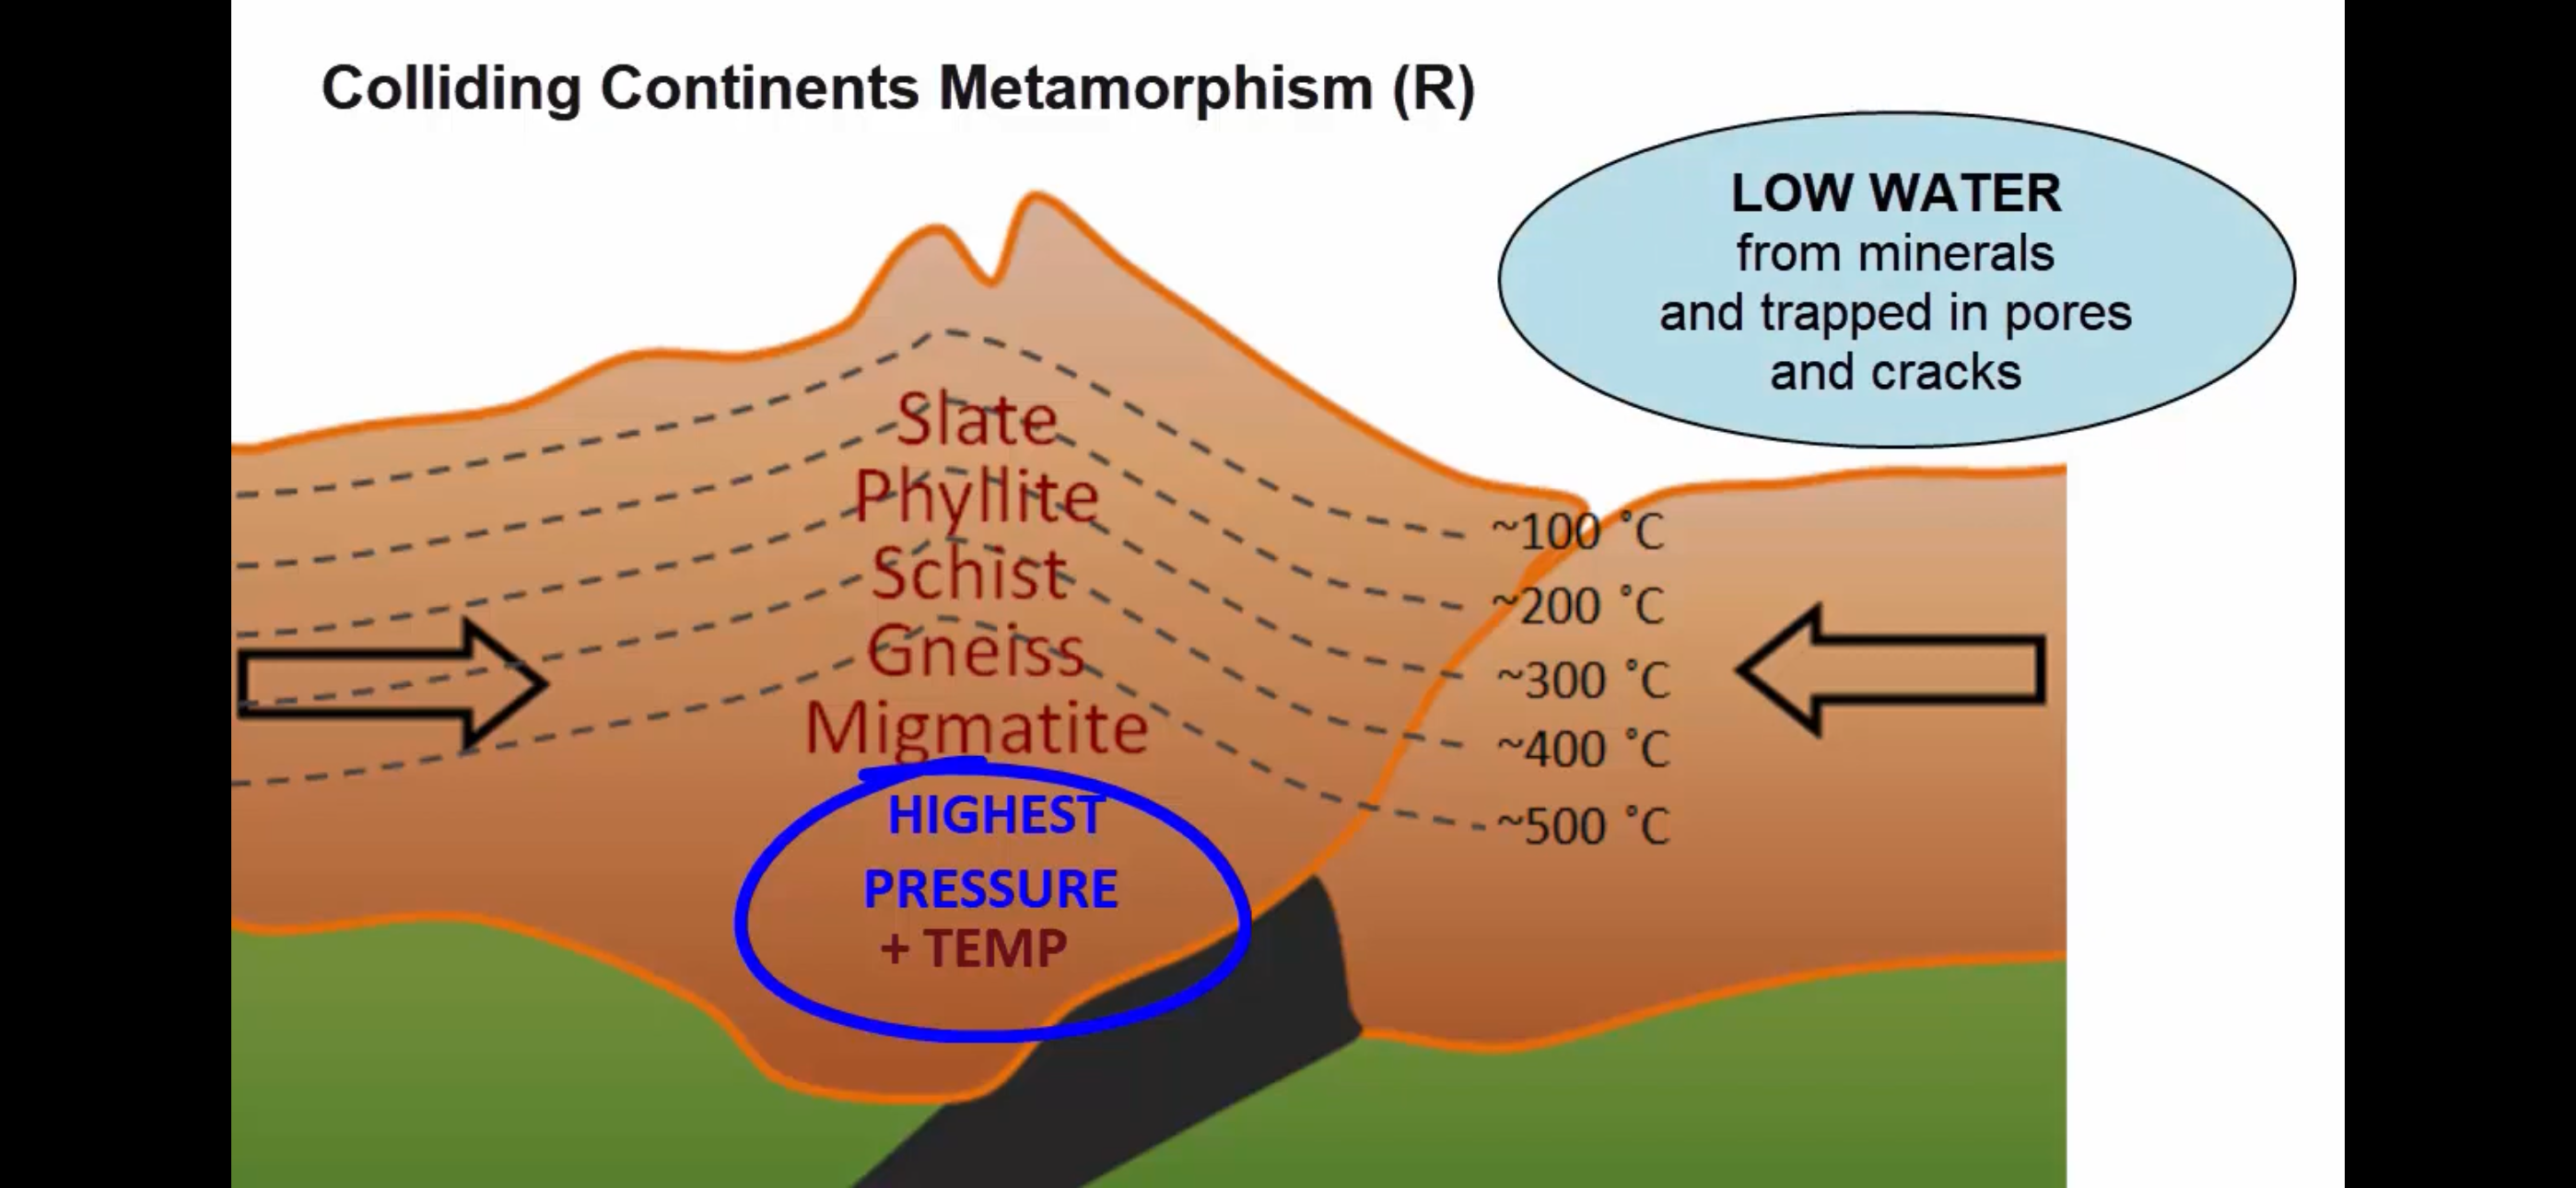 Colliding Continents Metamorphism (R)
LOW WATER
from minerals
and trapped in pores
and cracks
Slate
Phyllite
Schist
Gneiss
Migmatite
~100 ˚C
~200 ˚C
~300 ˚C
~400 ˚C
~500 ˚C
HIGHEST
PRESSURE
+ TEMP